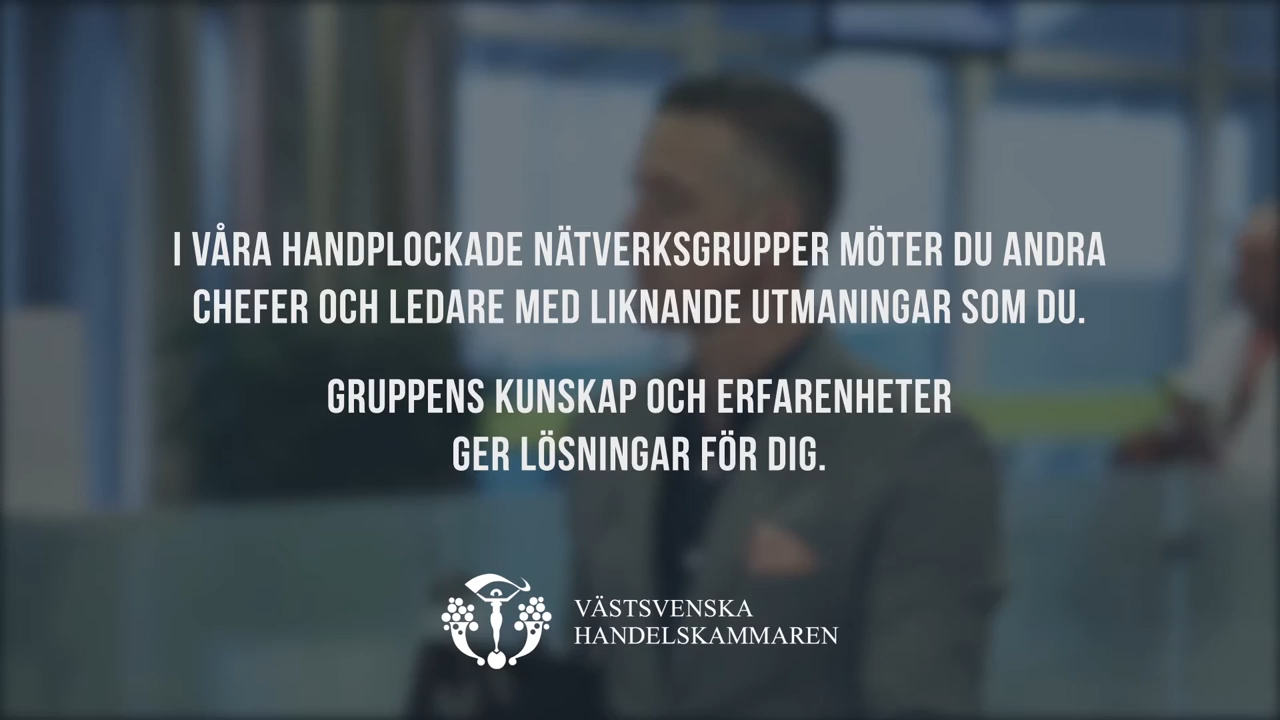 I VÅRA HANDPLOCKADE NÄTVERKSGRUPPER MÖTER DU ANDRA
CHEFER OCH LEDARE MED LIKNANDE UTMANINGAR SOM DU.
GRUPPENS KUNSKAP OCH ERFARENHETER
GER LÖSNINGAR FÖR DIG.
VÄSTSVENSKA
HANDELSKAMMAREN